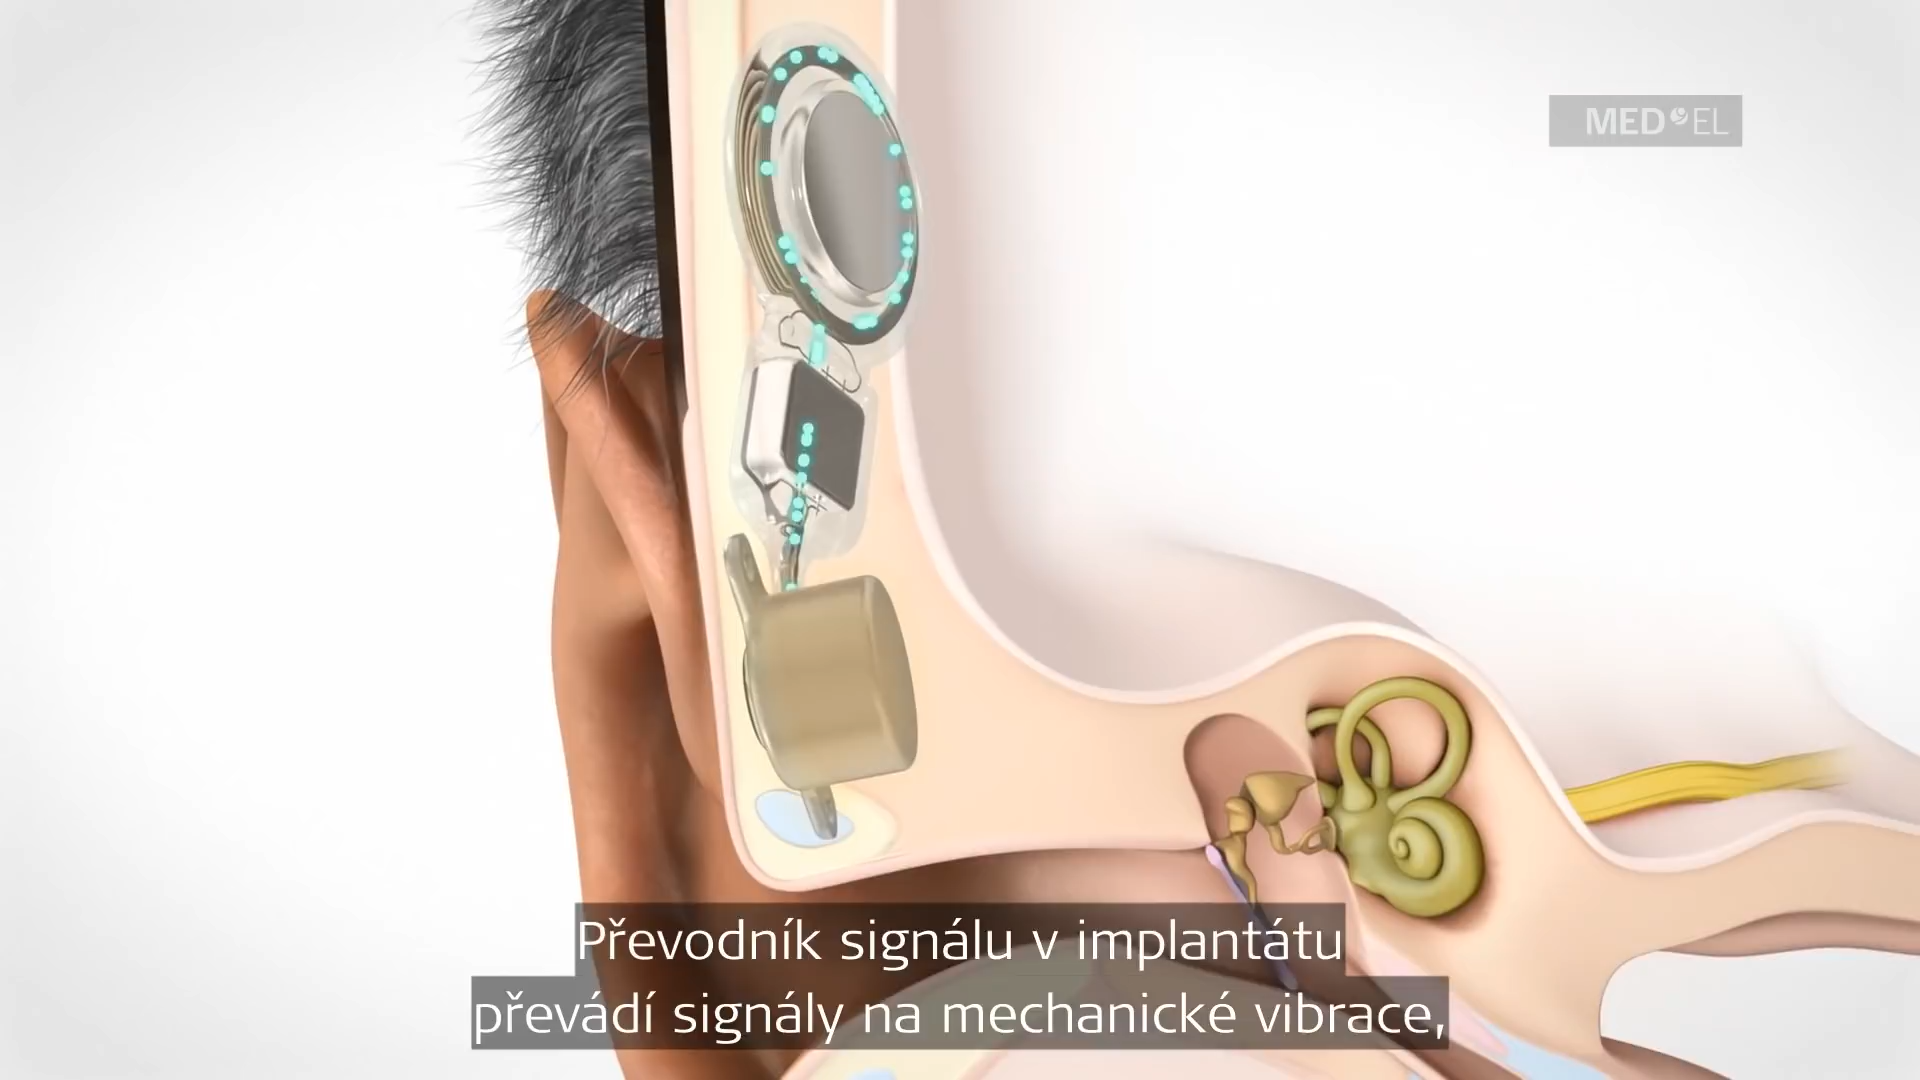 MED EL
Převodník signálu v implantátu
převádí signály na mechanické vibrace,